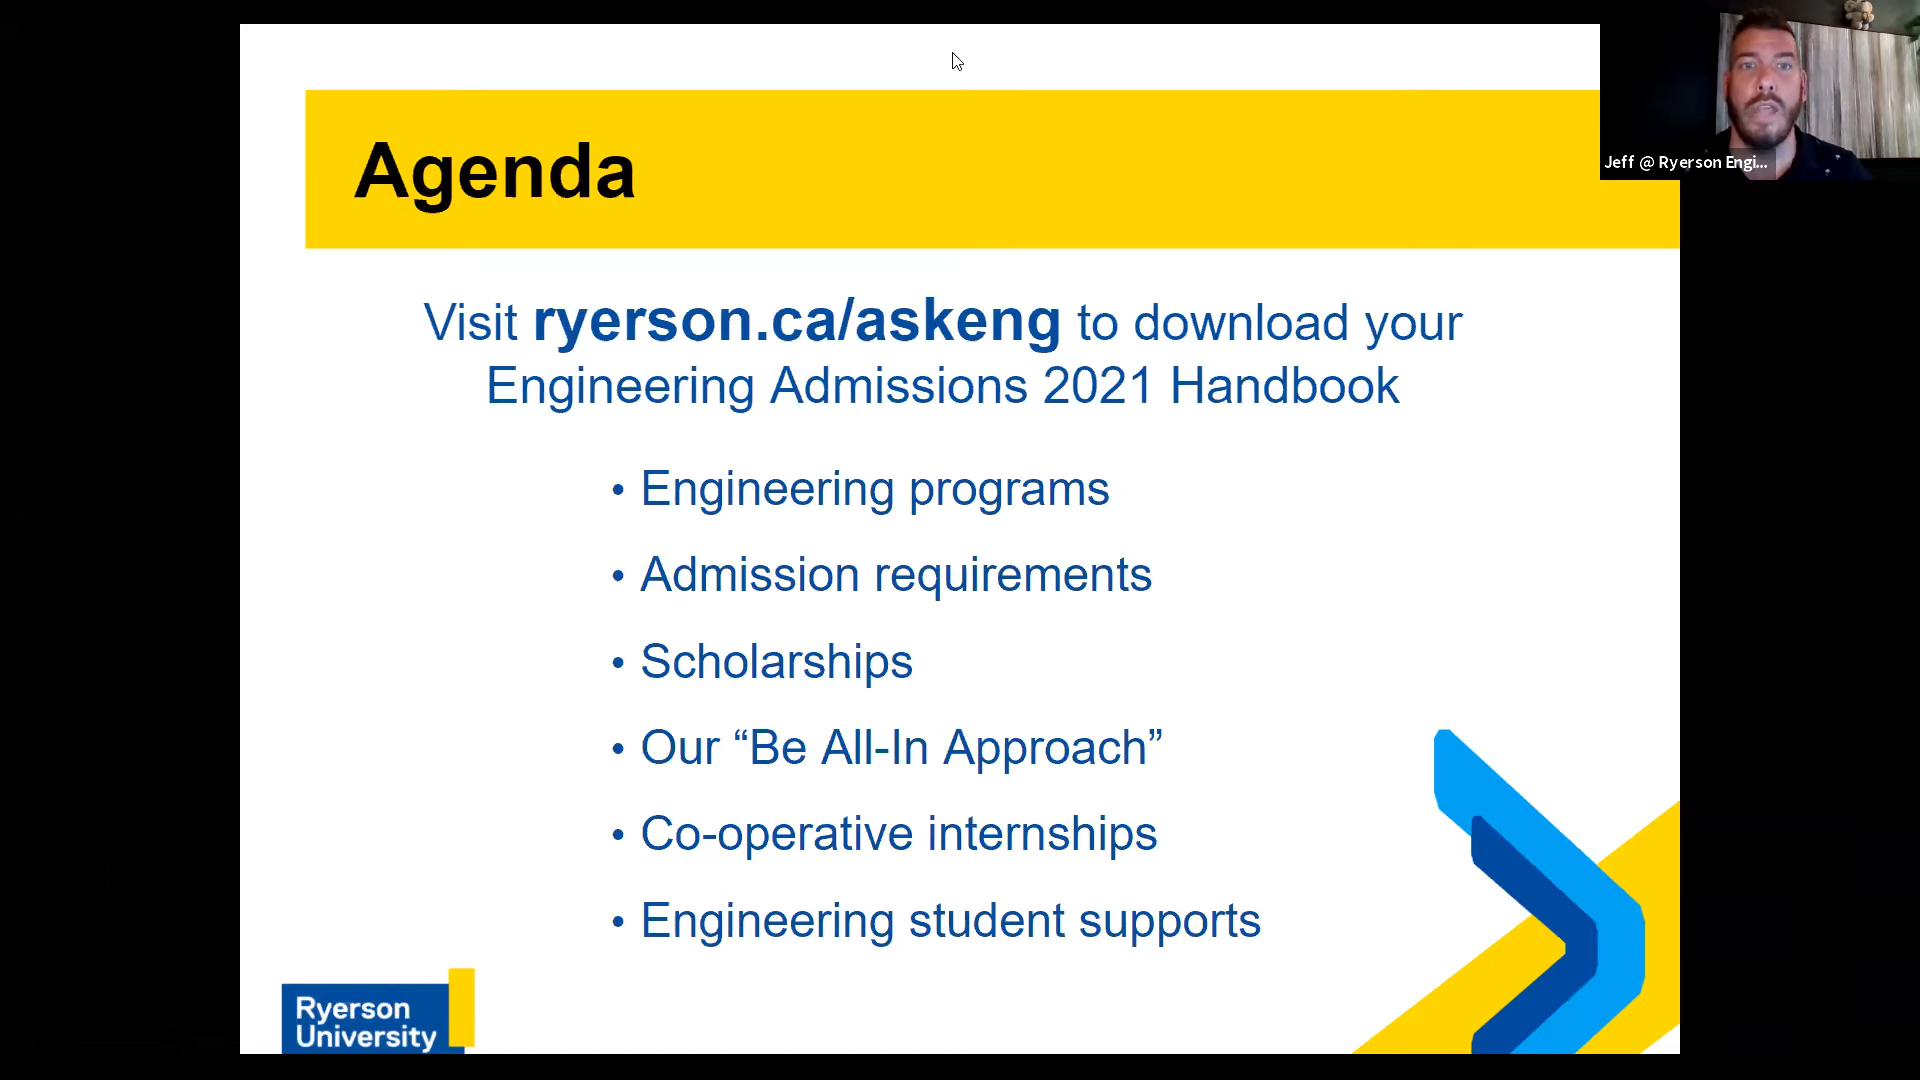 Agenda
Jeff @ Ryerson Engi...
Visit ryerson.ca/askeng to download your
Engineering Admissions 2021 Handbook
• Engineering programs
• Admission requirements
• Scholarships
• Our “Be All-In Approach”
• Co-operative internships
• Engineering student supports
Ryerson
University